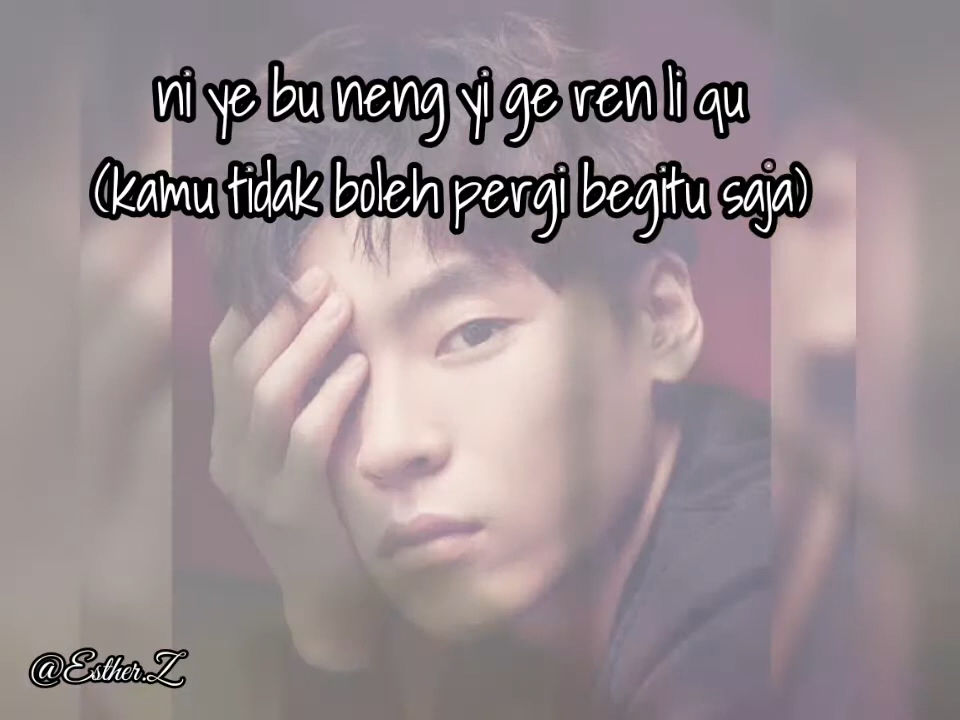 ni ye bu neng yi ge ren li qu
(kamu tidak boleh pergi begitu saja)
@Esther.Z